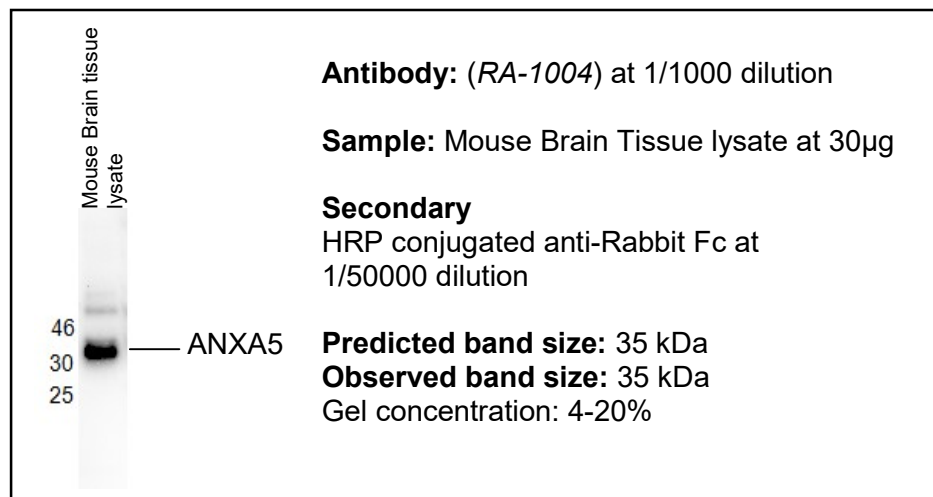 Mouse Brain tissue
lysate
46
30
25
ANXA5
Antibody: (RA-1004) at 1/1000 dilution
Sample: Mouse Brain Tissue lysate at 30µg
Secondary
HRP conjugated anti-Rabbit Fc at
1/50000 dilution
Predicted band size: 35 kDa
Observed band size: 35 kDa
Gel concentration: 4-20%